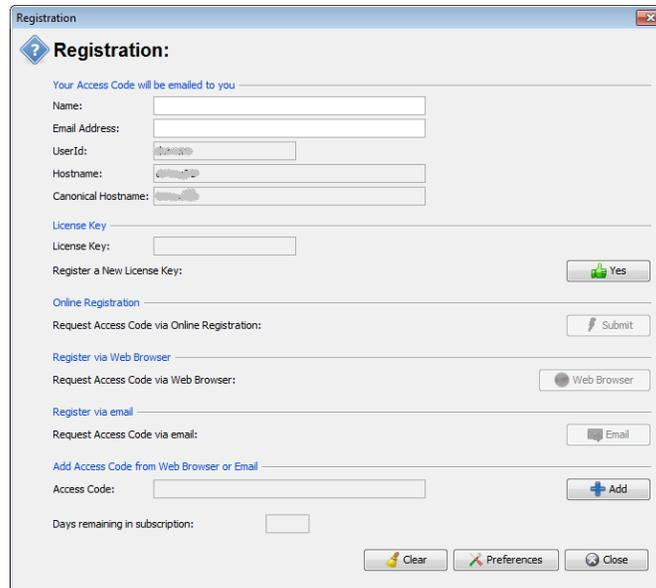 Registration
Registration:
Your Access Code will be emailed to you
Name:
Email Address:
UserId:
Hostname:
Canonical Hostname:
License Key
License Key:
Register a New License Key:
Yes
Online Registration
Request Access Code via Online Registration:
Submit
Register via Web Browser
Request Access Code via Web Browser:
Web Browser
Register via email
Request Access Code via email:
Email
Add Access Code from Web Browser or Email
Access Code:
Add
Days remaining in subscription:
Clear
Preferences
Close